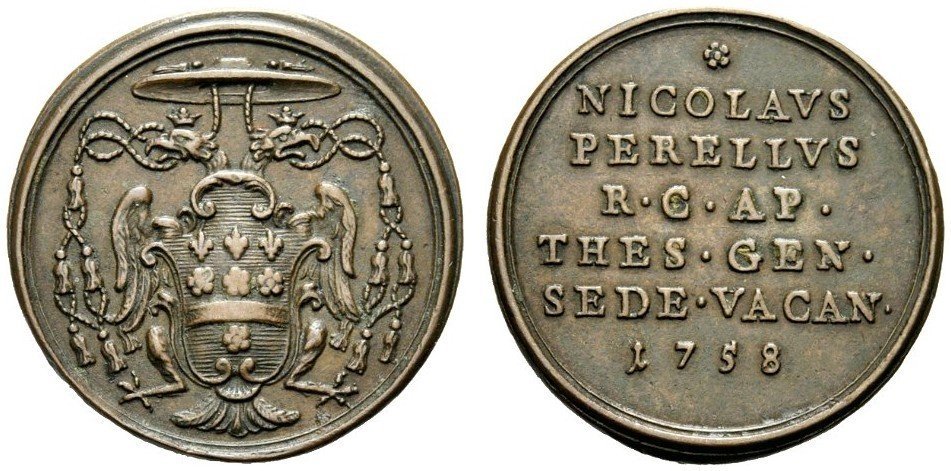 NICOLAVS
PERELLVS
R·C·AP·
THES·GEN·
SEDE·VACAN·
1758